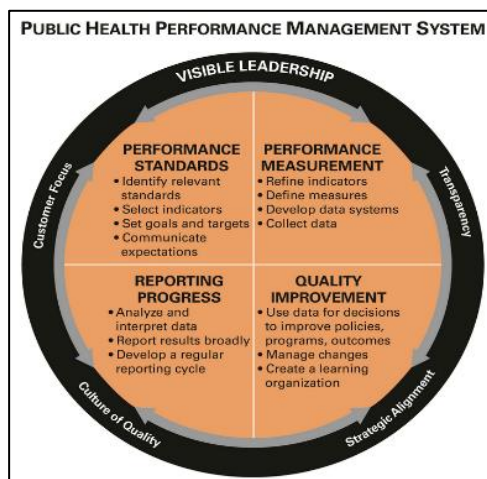 PUBLIC HEALTH PERFORMANCE MANAGEMENT SYSTEM
VISIBLE LEADERSHIP
Customer Focus
Transparency
PERFORMANCE
STANDARDS
• Identify relevant
standards
• Select indicators
• Set goals and targets
• Communicate
expectations
PERFORMANCE
MEASUREMENT
• Refine indicators
• Define measures
• Develop data systems
• Collect data
REPORTING
PROGRESS
• Analyze and
interpret data
• Report results broadly
• Develop a regular
reporting cycle
QUALITY
IMPROVEMENT
• Use data for decisions
to improve policies,
programs, outcomes
• Manage changes
• Create a learning
organization
Culture of Quality
Strategic Alignment